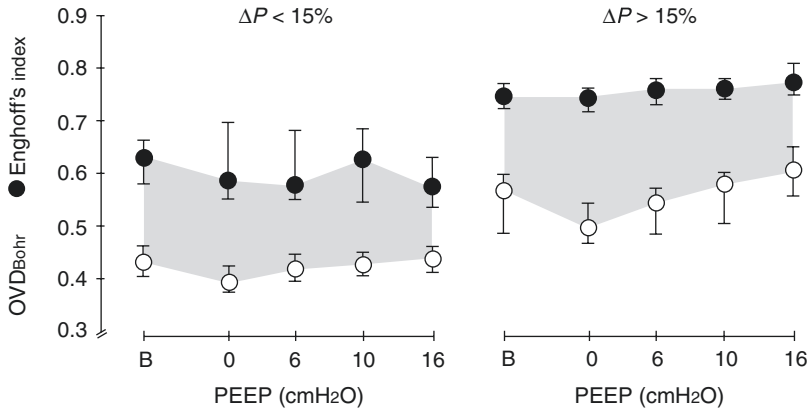 ΔP < 15%
ΔP > 15%
0.9
0.8
0.7
0.6
0.5
0.4
0.3
Enghoff's index
OVDBohr
B 0 6 10 16
B 0 6 10 16
PEEP (cmH2O)
PEEP (cmH2O)